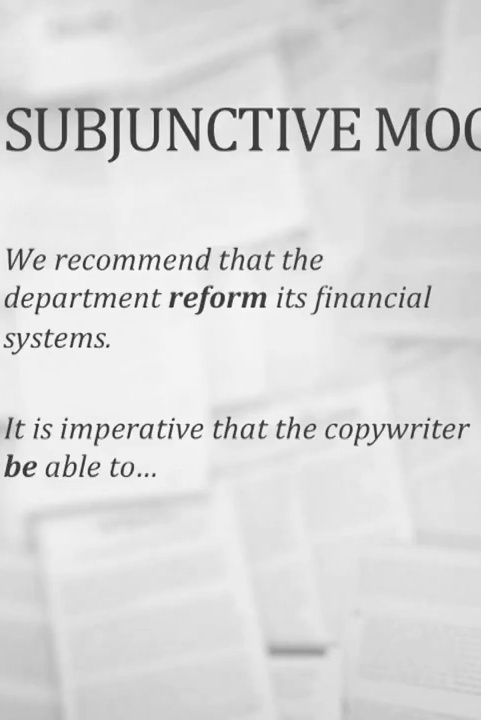 SUBJUNCTIVE MOO
We recommend that the
department reform its financial
systems.
It is imperative that the copywriter
be able to...